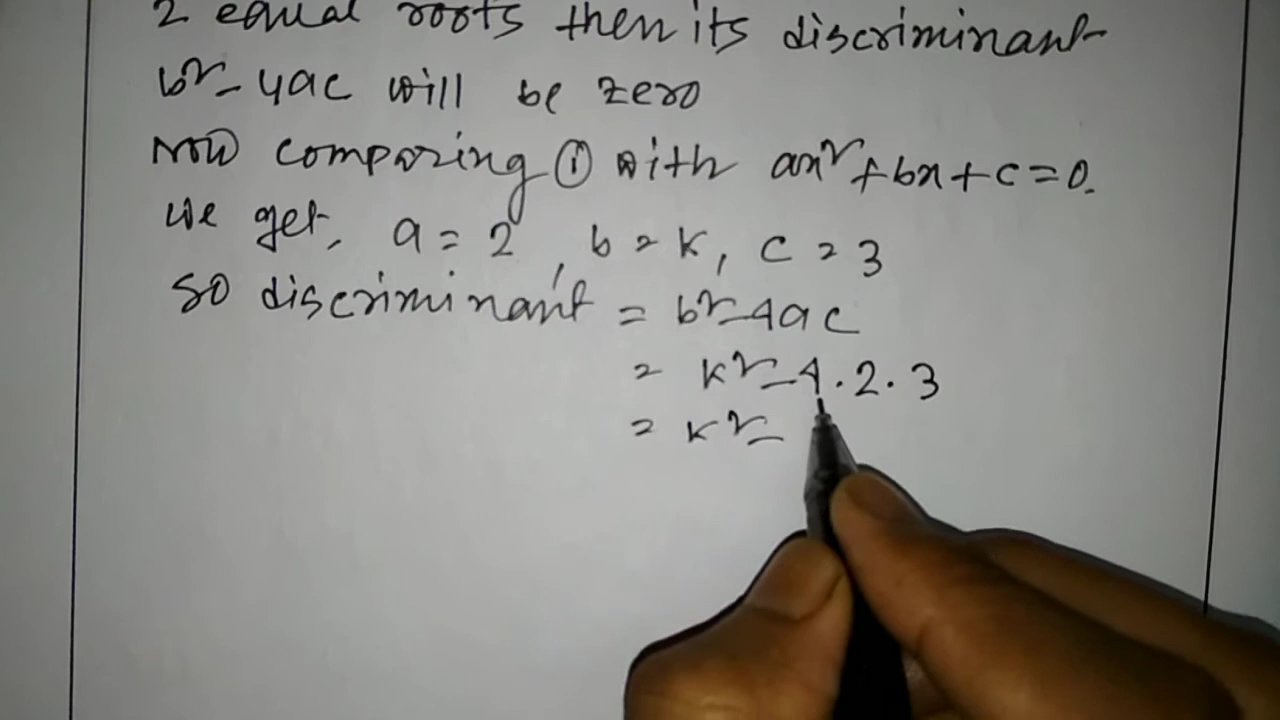 2 equal roots then its discriminant
b²-4ac will be zero
Now comparing ① with ax²+bx+c=0.
we get, a = 2, b = k, c = 3
so discriminant = b²-4ac
= k²-4.2.3
= k²-